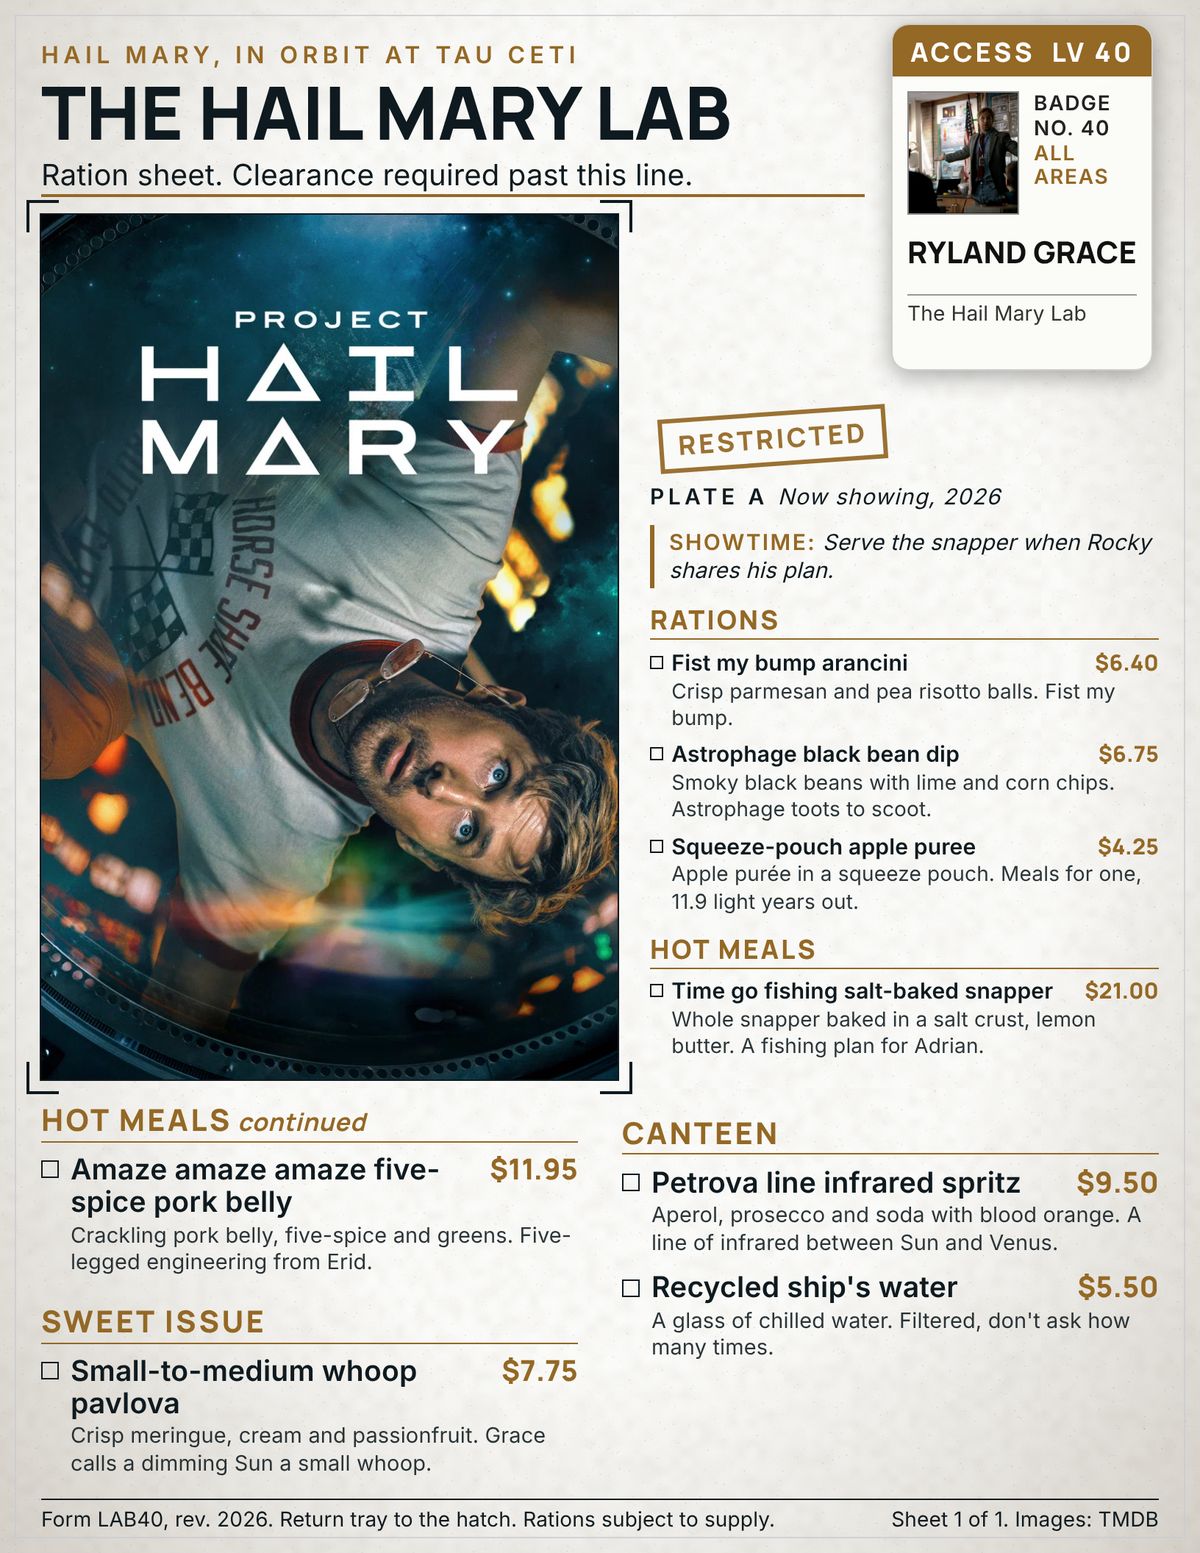 HAIL MARY, IN ORBIT AT TAU CETI
THE HAIL MARY LAB
Ration sheet. Clearance required past this line.
ACCESS LV 40
BADGE
NO. 40
ALL
AREAS
RYLAND GRACE
The Hail Mary Lab
PROJECT
HAIL
MARY
HORSE SHOE BEND
RESTRICTED
PLATE A Now showing, 2026
SHOWTIME: Serve the snapper when Rocky
shares his plan.
RATIONS
Fist my bump arancini $6.40
Crisp parmesan and pea risotto balls. Fist my
bump.
Astrophage black bean dip $6.75
Smoky black beans with lime and corn chips.
Astrophage toots to scoot.
Squeeze-pouch apple puree $4.25
Apple purée in a squeeze pouch. Meals for one,
11.9 light years out.
HOT MEALS
Time go fishing salt-baked snapper $21.00
Whole snapper baked in a salt crust, lemon
butter. A fishing plan for Adrian.
HOT MEALS continued
Amaze amaze amaze five-
spice pork belly $11.95
Crackling pork belly, five-spice and greens. Five-
legged engineering from Erid.
SWEET ISSUE
Small-to-medium whoop
pavlova $7.75
Crisp meringue, cream and passionfruit. Grace
calls a dimming Sun a small whoop.
CANTEEN
Petrova line infrared spritz $9.50
Aperol, prosecco and soda with blood orange. A
line of infrared between Sun and Venus.
Recycled ship's water $5.50
A glass of chilled water. Filtered, don't ask how
many times.
Form LAB40, rev. 2026. Return tray to the hatch. Rations subject to supply.
Sheet 1 of 1. Images: TMDB